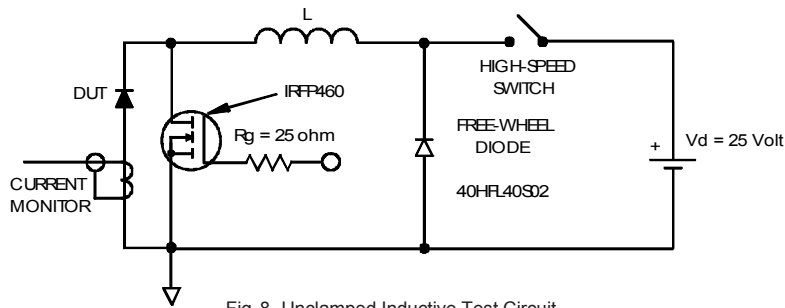 L
HIGH-SPEED
SWITCH
DUT
IRFP460
Rg = 25 ohm
FREE-WHEEL
DIODE
+
Vd = 25 Volt
CURRENT
MONITOR
40HFL40S02
Fig. 8 - Unclamped Inductive Test Circuit